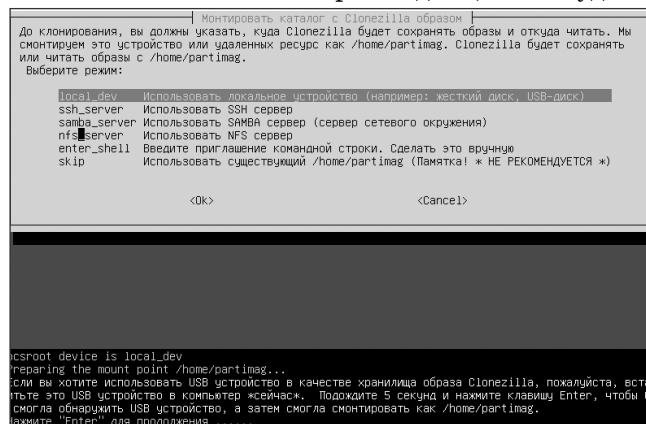 Монтировать каталог с Clonezilla образом
До клонирования, вы должны указать, куда Clonezilla будет сохранять образы и откуда читать. Мы
смонтируем это устройство или удаленных ресурс как /home/partimag. Clonezilla будет сохранять
или читать образы с /home/partimag.
Выберите режим:
local_dev Использовать локальное устройство (например: жесткий диск, USB-диск)
ssh_server Использовать SSH сервер
samba_server Использовать SAMBA сервер (сервер сетевого окружения)
nfs_server Использовать NFS сервер
enter_shell Введите приглашение командной строки. Сделать это вручную
skip Использовать существующий /home/partimag (Памятка! * НЕ РЕКОМЕНДУЕТСЯ *)
<Ok> <Cancel>
ocsroot device is local_dev
Preparing the mount point /home/partimag...
Если вы хотите использовать USB устройство в качестве хранилища образа Clonezilla, пожалуйста, вста
итьте это USB устройство в компьютер *сейчас*. Подождите 5 секунд и нажмите клавишу Enter, чтобы
смогла обнаружить USB устройство, а затем смогла смонтировать как /home/partimag.
Нажмите "Enter" для продолжения......